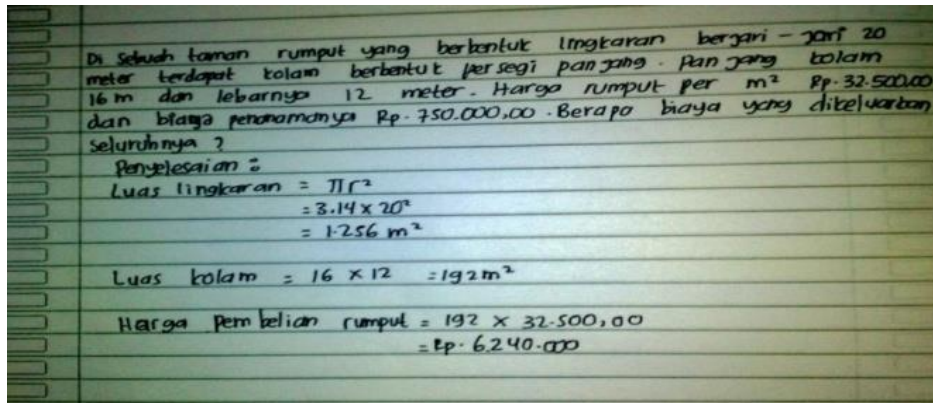 Di sebuah taman rumput yang berbentuk lingkaran berjari - jari 20
meter terdapat kolam berbentuk persegi panjang. Panjang kolam
16 m dan lebarnya 12 meter. Harga rumput per m² Rp. 32.500,00
dan biaya penanamanya Rp. 750.000,00. Berapa biaya yang dikeluarkan
seluruhnya ?
Penyelesaian :
Luas lingkaran = πr²
= 3.14 x 20²
= 1.256 m²
Luas kolam = 16 x 12 = 192 m²
Harga pembelian rumput = 192 x 32.500,00
= Rp. 6.240.000